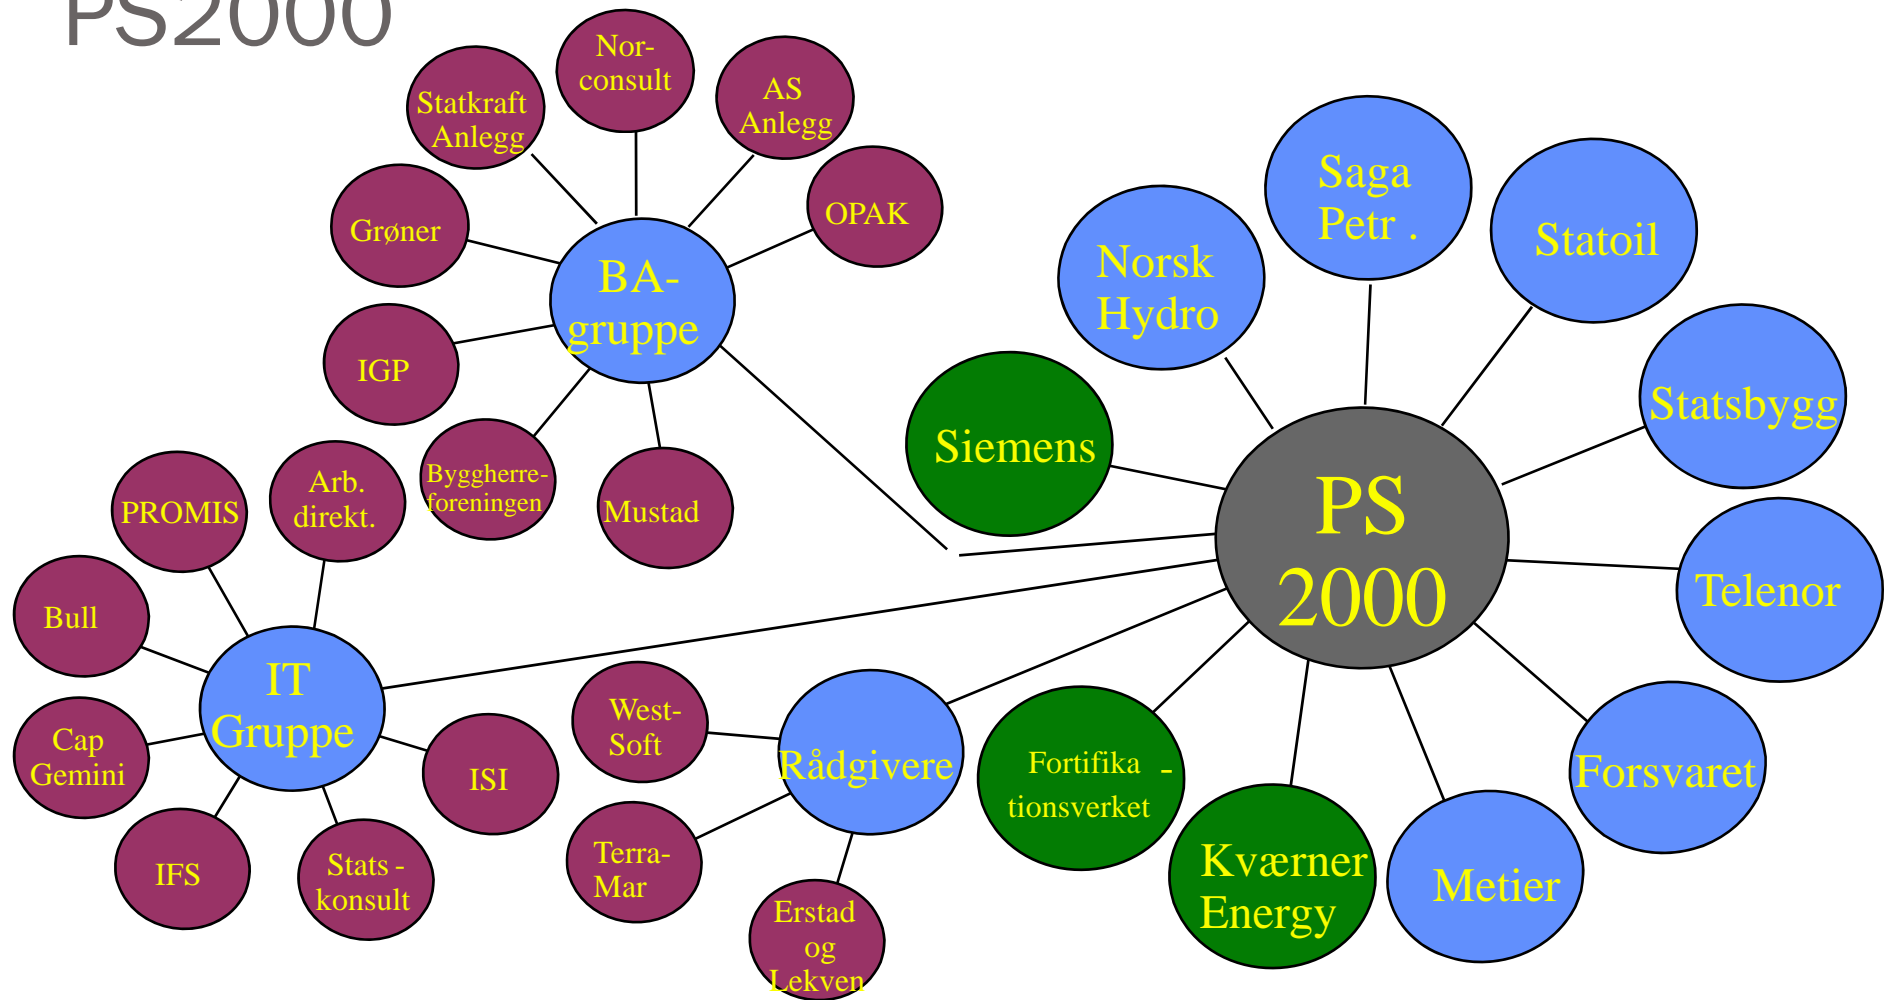 PS2000
Nor-
consult
Statkraft
Anlegg
AS
Anlegg
Grøner
OPAK
BA-
gruppe
IGP
Byggherre-
foreningen
Mustad
Saga
Petr .
Statoil
Norsk
Hydro
Siemens
Statsbygg
PS
2000
Telenor
Forsvaret
Metier
Kværner
Energy
Fortifika -
tionsverket
Rådgivere
West-
Soft
Terra-
Mar
Erstad
og
Lekven
Arb.
direkt.
PROMIS
Bull
IT
Gruppe
Cap
Gemini
ISI
IFS
Stats -
konsult